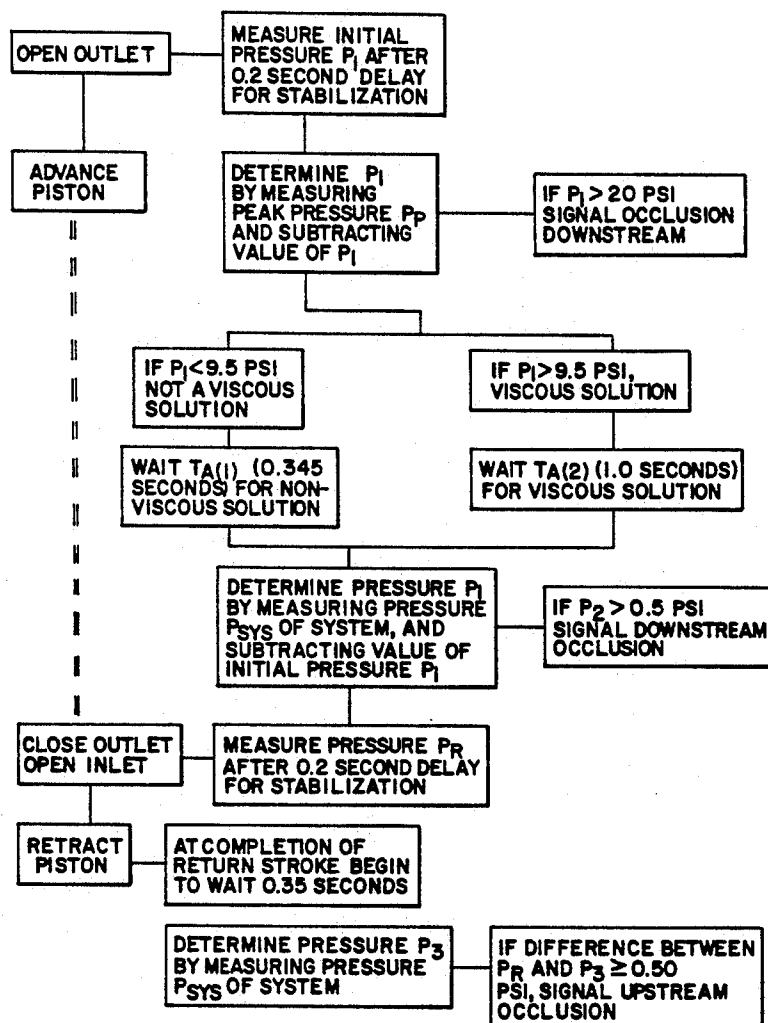 OPEN OUTLET
MEASURE INITIAL
PRESSURE PI AFTER
0.2 SECOND DELAY
FOR STABILIZATION
ADVANCE
PISTON
DETERMINE P1
BY MEASURING
PEAK PRESSURE PP
AND SUBTRACTING
VALUE OF PI
IF P1 > 20 PSI
SIGNAL OCCLUSION
DOWNSTREAM
IF P1 < 9.5 PSI
NOT A VISCOUS
SOLUTION
IF P1 > 9.5 PSI,
VISCOUS SOLUTION
WAIT TA(1) (0.345
SECONDS) FOR NON-
VISCOUS SOLUTION
WAIT TA(2) (1.0 SECONDS)
FOR VISCOUS SOLUTION
DETERMINE PRESSURE P1
BY MEASURING PRESSURE
PSYS OF SYSTEM, AND
SUBTRACTING VALUE OF
INITIAL PRESSURE PI
IF P2 > 0.5 PSI
SIGNAL DOWNSTREAM
OCCLUSION
CLOSE OUTLET
OPEN INLET
MEASURE PRESSURE PR
AFTER 0.2 SECOND DELAY
FOR STABILIZATION
RETRACT
PISTON
AT COMPLETION OF
RETURN STROKE BEGIN
TO WAIT 0.35 SECONDS
DETERMINE PRESSURE P3
BY MEASURING PRESSURE
PSYS OF SYSTEM
IF DIFFERENCE BETWEEN
PR AND P3 ≥ 0.50
PSI, SIGNAL UPSTREAM
OCCLUSION